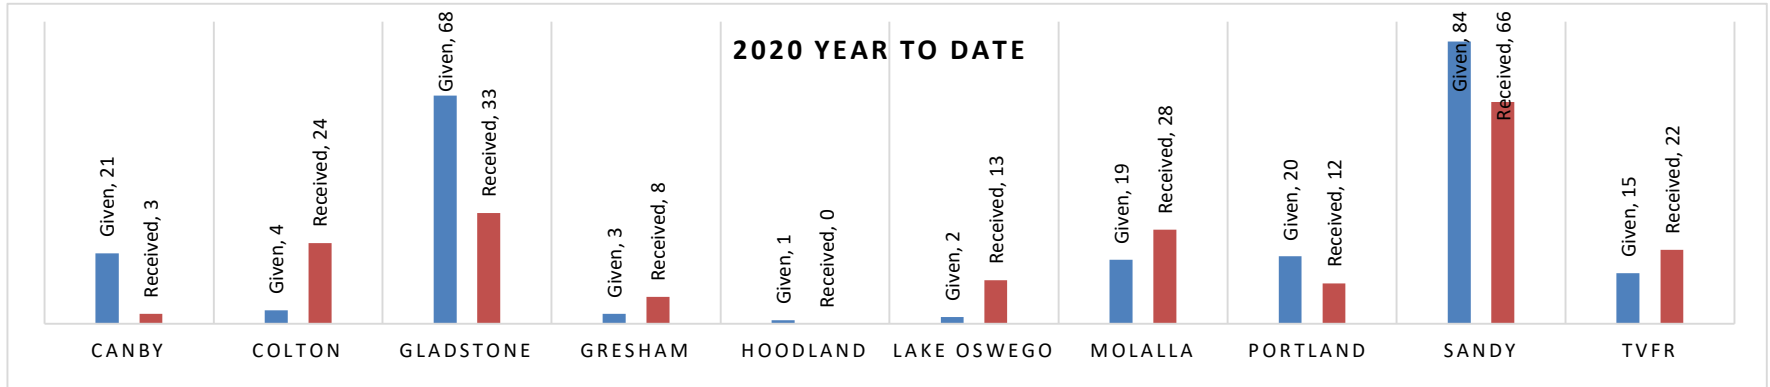 2020 YEAR TO DATE
Given, 21
Received, 3
Given, 4
Received, 24
Given, 68
Received, 33
Given, 3
Received, 8
Given, 1
Received, 0
Given, 2
Received, 13
Given, 19
Received, 28
Given, 20
Received, 12
Given, 84
Received, 66
Given, 15
Received, 22
CANBY COLTON GLADSTONE GRESHAM HOODLAND LAKE OSWEGO MOLALLA PORTLAND SANDY TVFR